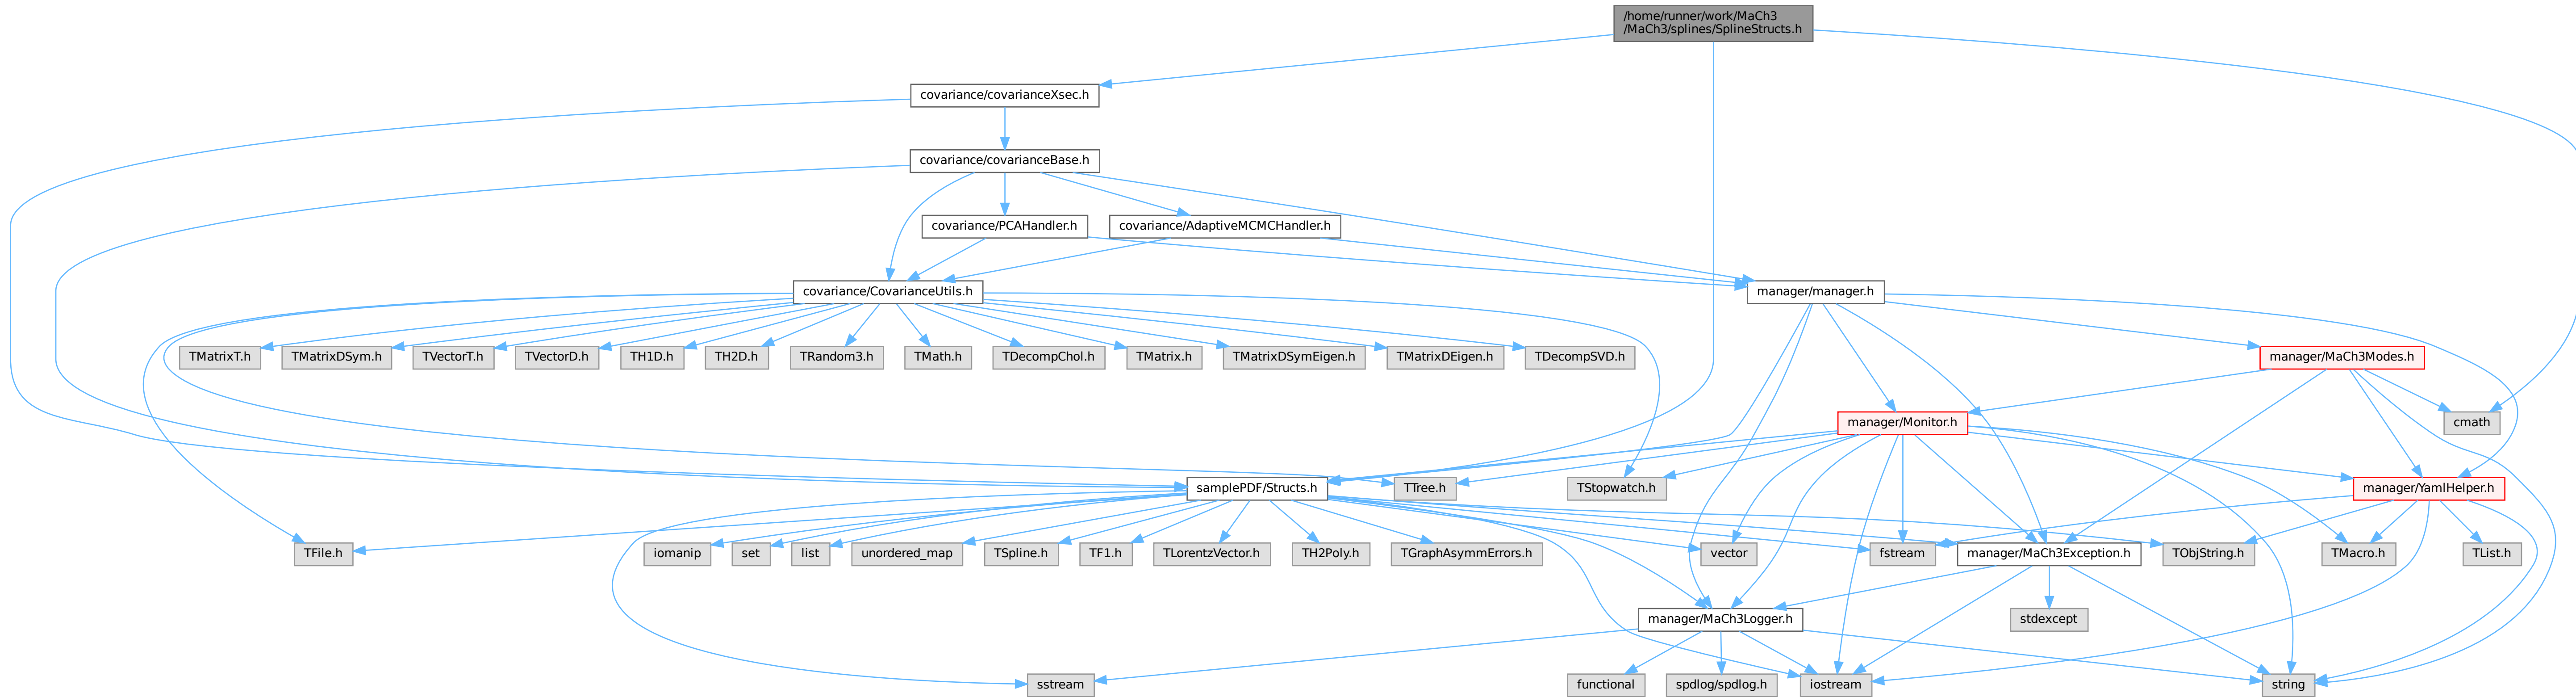 /home/runner/work/MaCh3
/MaCh3/splines/SplineStructs.h
covariance/covarianceXsec.h
covariance/covarianceBase.h
covariance/PCAHandler.h
covariance/AdaptiveMCMCHandler.h
covariance/CovarianceUtils.h
manager/manager.h
TMatrixT.h
TMatrixDSym.h
TVectorT.h
TVectorD.h
TH1D.h
TH2D.h
TRandom3.h
TMath.h
TDecompChol.h
TMatrix.h
TMatrixDSymEigen.h
TMatrixDEigen.h
TDecompSVD.h
manager/MaCh3Modes.h
manager/Monitor.h
cmath
samplePDF/Structs.h
TTree.h
TStopwatch.h
manager/YamlHelper.h
TFile.h
iomanip
set
list
unordered_map
TSpline.h
TF1.h
TLorentzVector.h
TH2Poly.h
TGraphAsymmErrors.h
vector
fstream
manager/MaCh3Exception.h
TObjString.h
TMacro.h
TList.h
manager/MaCh3Logger.h
stdexcept
sstream
functional
spdlog/spdlog.h
iostream
string